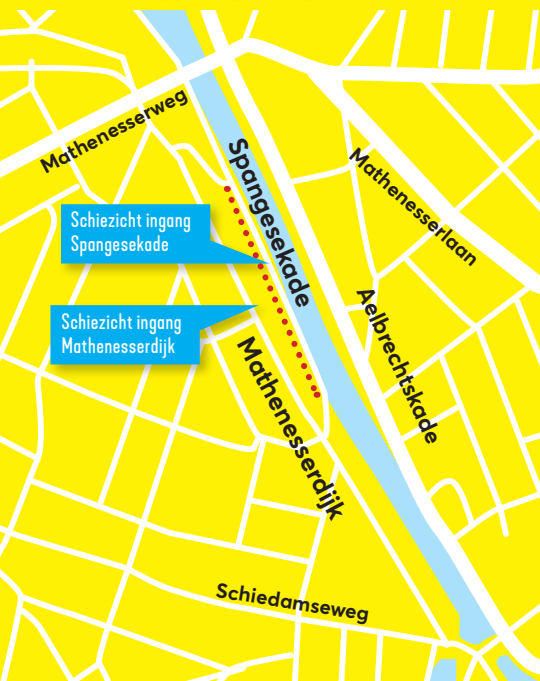 Mathenesserweg
Spangesekade
Mathenesserlaan
Schiezicht ingang
Spangesekade
Aelbrechtskade
Schiezicht ingang
Mathenesserdijk
Mathenesserdijk
Schiedamseweg